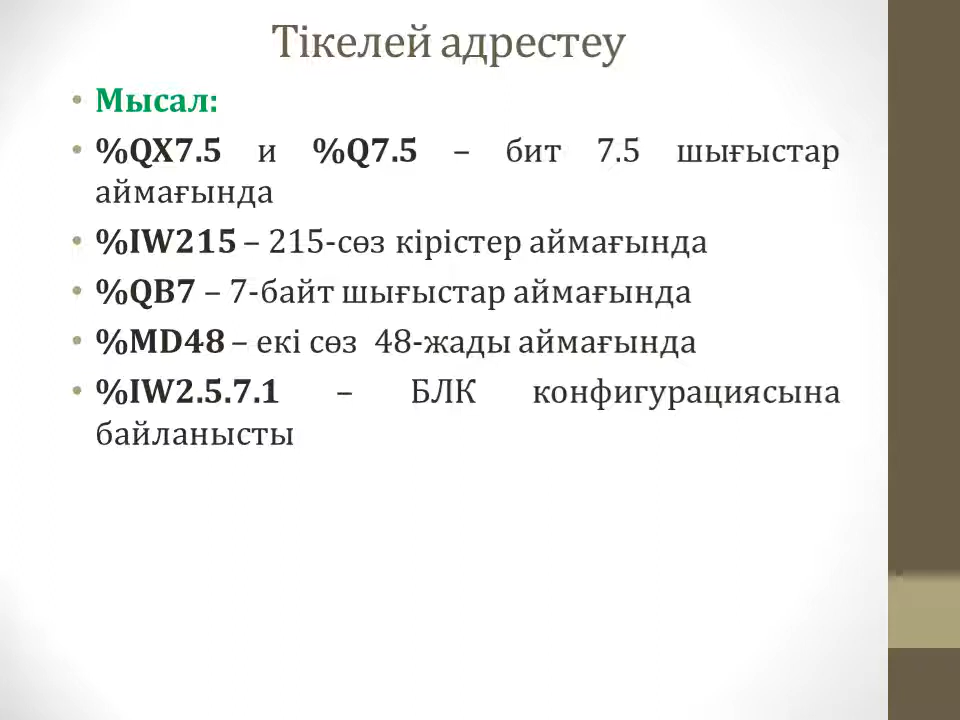 Тікелей адрестеу
• Мысал:
• %QX7.5 и %Q7.5 – бит 7.5 шығыстар
аймағында
• %IW215 – 215-сөз кірістер аймағында
• %QB7 – 7-байт шығыстар аймағында
• %MD48 – екі сөз 48-жады аймағында
• %IW2.5.7.1 – БЛК конфигурациясына
байланысты